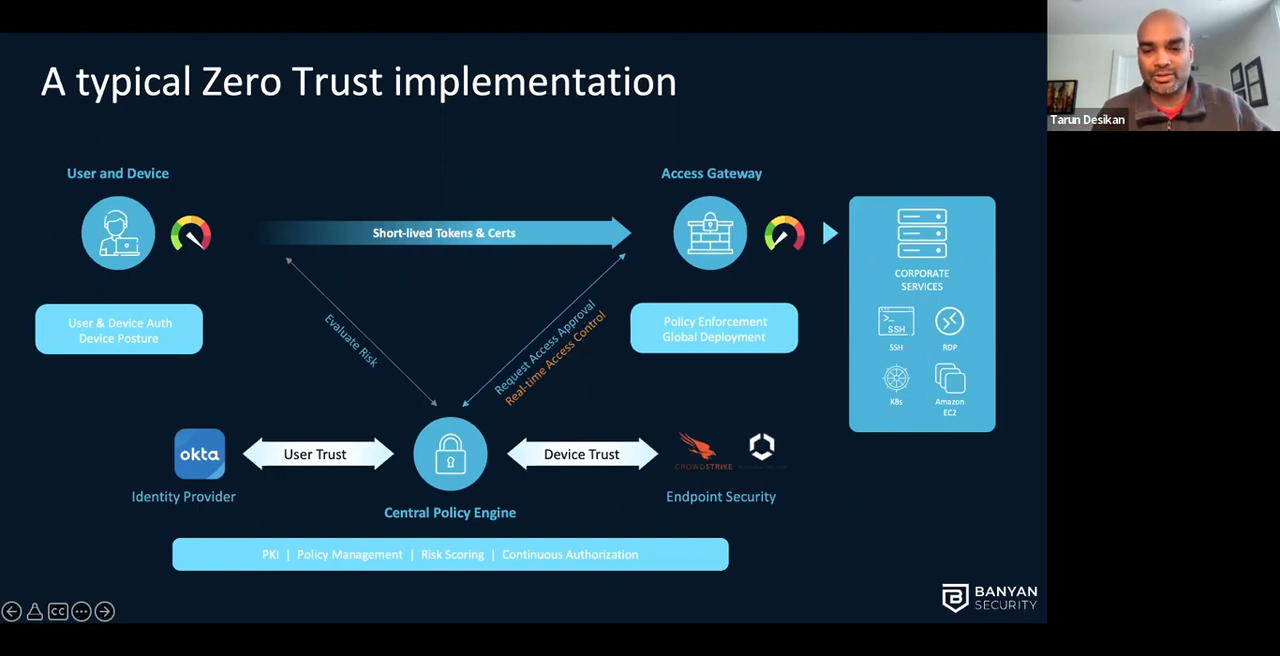 A typical Zero Trust implementation
Tarun Desikan
User and Device
Access Gateway
Short-lived Tokens & Certs
CORPORATE
SERVICES
User & Device Auth
Device Posture
Evaluate Risk
Request Access Approval
Real-time Access Control
Policy Enforcement
Global Deployment
>_
SSH
SSH
RDP
K8s
Amazon
EC2
okta
User Trust
Device Trust
CROWDSTRIKE
Identity Provider
Central Policy Engine
Endpoint Security
PKI | Policy Management | Risk Scoring | Continuous Authorization
BANYAN
SECURITY
CC